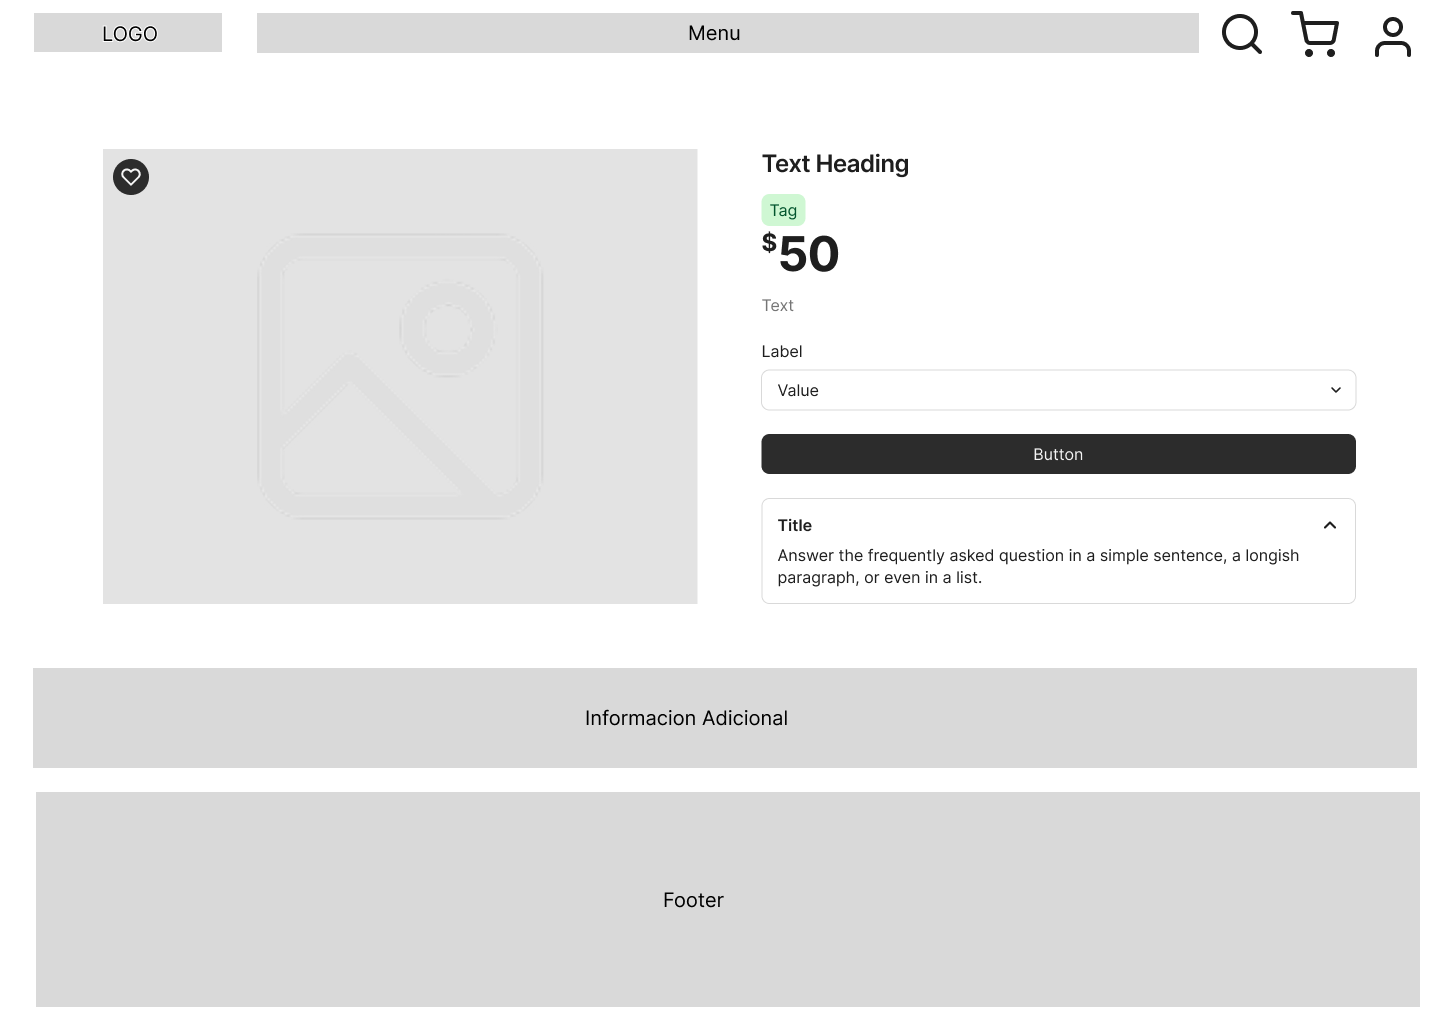 LOGO
Menu
Text Heading
Tag
$50
Text
Label
Value
Button
Title
Answer the frequently asked question in a simple sentence, a longish
paragraph, or even in a list.
Informacion Adicional
Footer